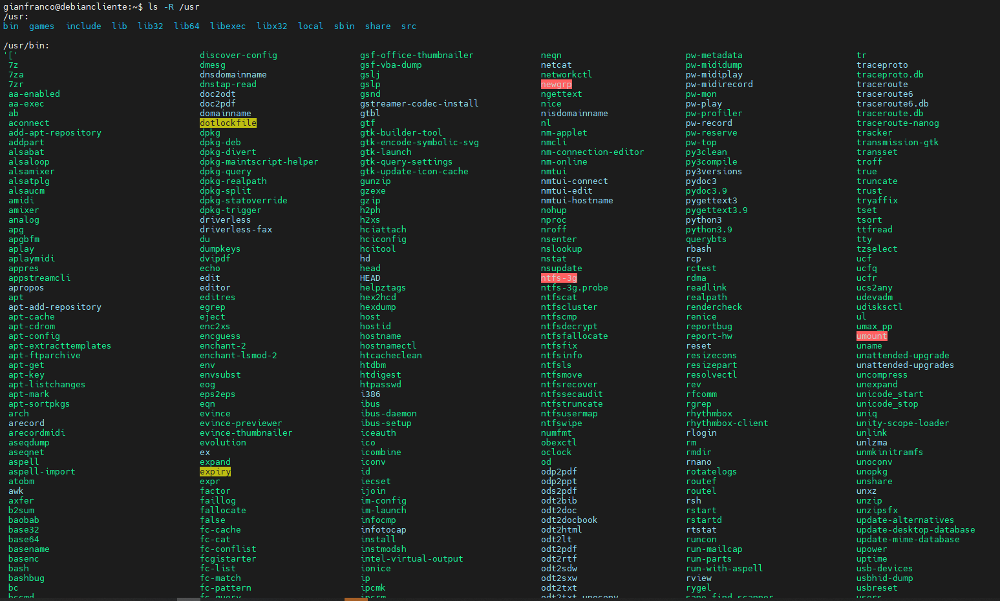 gianfranco@debiancliente:~$ ls -R /usr
/usr:
bin games include lib lib32 lib64 libexec libx32 local sbin share src
/usr/bin:
'[' discover-config gsf-office-thumbnailer neqn pw-metadata tr
7z dmesg gsf-vba-dump netcat pw-mididump traceproto
7za dnsdomainname gslj networkctl pw-midiplay traceproto.db
7zr dnstap-read gslp newgrp pw-midirecord traceroute
aa-enabled doc2odt gsnd ngettext pw-mon traceroute6
aa-exec doc2pdf gstreamer-codec-install nice pw-play traceroute6.db
ab domainname gtbl nisdomainname pw-profiler traceroute.db
aconnect dotlockfile gtf nl pw-record traceroute-nanog
add-apt-repository dpkg gtk-builder-tool nm-applet pw-reserve tracker
addpart dpkg-deb gtk-encode-symbolic-svg nmcli pw-top transmission-gtk
alsabat dpkg-divert gtk-launch nm-connection-editor py3clean transset
alsaloop dpkg-maintscript-helper gtk-query-settings nm-online py3compile troff
alsamixer dpkg-query gtk-update-icon-cache nmtui py3versions true
alsatplg dpkg-realpath gunzip nmtui-connect pydoc3 truncate
alsaucm dpkg-split gzexe nmtui-edit pydoc3.9 trust
amidi dpkg-statoverride gzip nmtui-hostname pygettext3 tryaffix
amixer dpkg-trigger h2ph nohup pygettext3.9 tset
analog driverless h2xs nproc python3 tsort
apg driverless-fax hciattach nroff python3.9 ttfread
apgbfm du hciconfig nsenter querybts tty
aplay dumpkeys hcitool nslookup rbash tzselect
aplaymidi dvipdf hd nstat rcp ucf
appres echo head nsupdate rctest ucfq
appstreamcli edit HEAD ntfs-3g rdma ucfr
apropos editor helpztags ntfs-3g.probe readlink ucs2any
apt editres hex2hcd ntfscat realpath udevadm
apt-add-repository egrep hexdump ntfscluster rendercheck udisksctl
apt-cache eject host ntfscmp renice ul
apt-cdrom enc2xs hostid ntfsdecrypt reportbug umax_pp
apt-config encguess hostname ntfsfallocate report-hw umount
apt-extracttemplates enchant-2 hostnamectl ntfsfix reset uname
apt-ftparchive enchant-lsmod-2 htcacheclean ntfsinfo resizecons unattended-upgrade
apt-get env htdbm ntfsls resizepart unattended-upgrades
apt-key envsubst htdigest ntfsmove resolvectl uncompress
apt-listchanges eog htpasswd ntfsrecover rev unexpand
apt-mark eps2eps i386 ntfssecaudit rfcomm unicode_start
apt-sortpkgs eqn ibus ntfstruncate rgrep unicode_stop
arch evince ibus-daemon ntfsusermap rhythmbox uniq
arecord evince-previewer ibus-setup ntfswipe rhythmbox-client unity-scope-loader
arecordmidi evince-thumbnailer iceauth numfmt rlogin unlink
aseqdump evolution ico obexctl rm unlzma
aseqnet ex icombine oclock rmdir unmkinitramfs
aspell expand iconv od rnano unoconv
aspell-import expiry id odp2pdf rotatelogs unopkg
atobm expr iecset odp2ppt routef unshare
awk factor ijoin ods2pdf routel unxz
axfer faillog im-config odt2bib rsh unzip
b2sum fallocate im-launch odt2doc rstart unzipsfx
baobab false infocmp odt2docbook rstartd update-alternatives
base32 fc-cache infotocap odt2html rtstat update-desktop-database
base64 fc-cat install odt2lt runcon update-mime-database
basename fc-conflist instmodsh odt2pdf run-mailcap upower
basenc fcgistarter intel-virtual-output odt2rtf run-parts uptime
bash fc-list ionice odt2sdw run-with-aspell usb-devices
bashbug fc-match ip odt2sxw rview usbhid-dump
bc fc-pattern ipcmk odt2txt rygel usbreset
bccmd fc-query ipcrm odt2txt.unoconv sane-find-scanner users